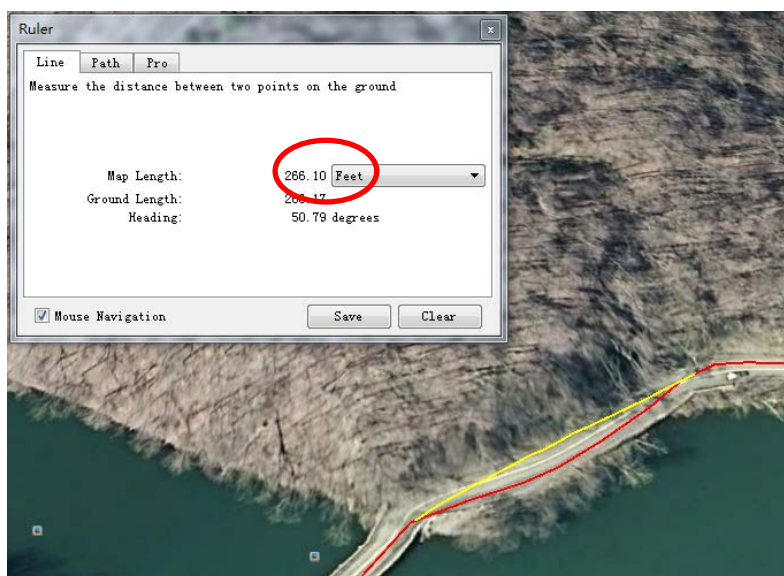 Ruler
Line Path Pro
Measure the distance between two points on the ground
Map Length: 266.10 Feet
Ground Length:
Heading: 50.79 degrees
Mouse Navigation Save Clear